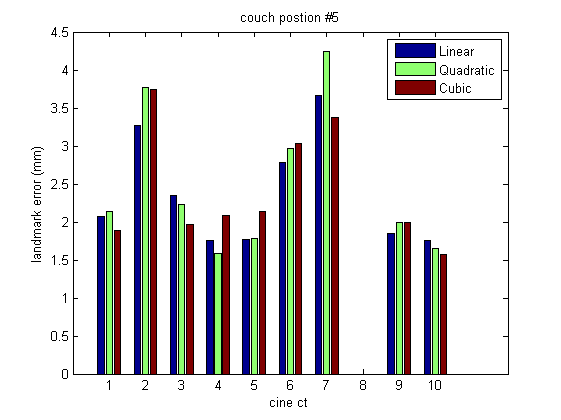 couch postion #5
Linear
Quadratic
Cubic
4.5
4
3.5
3
2.5
2
1.5
1
0.5
0
landmark error (mm)
1 2 3 4 5 6 7 8 9 10
cine ct